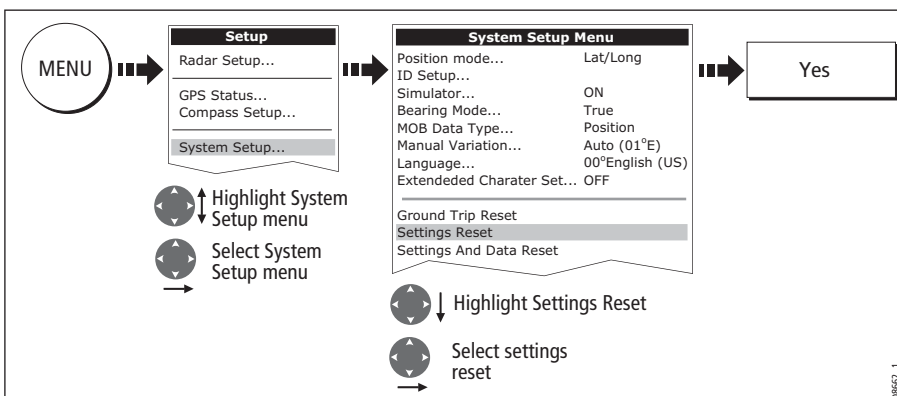 MENU
Setup
Radar Setup...
GPS Status...
Compass Setup...
System Setup...
Highlight System
Setup menu
Select System
Setup menu
System Setup Menu
Position mode... Lat/Long
ID Setup...
Simulator... ON
Bearing Mode... True
MOB Data Type... Position
Manual Variation... Auto (01°E)
Language... 00°English (US)
Extendeded Charater Set... OFF
Ground Trip Reset
Settings Reset
Settings And Data Reset
Highlight Settings Reset
Select settings
reset
Yes